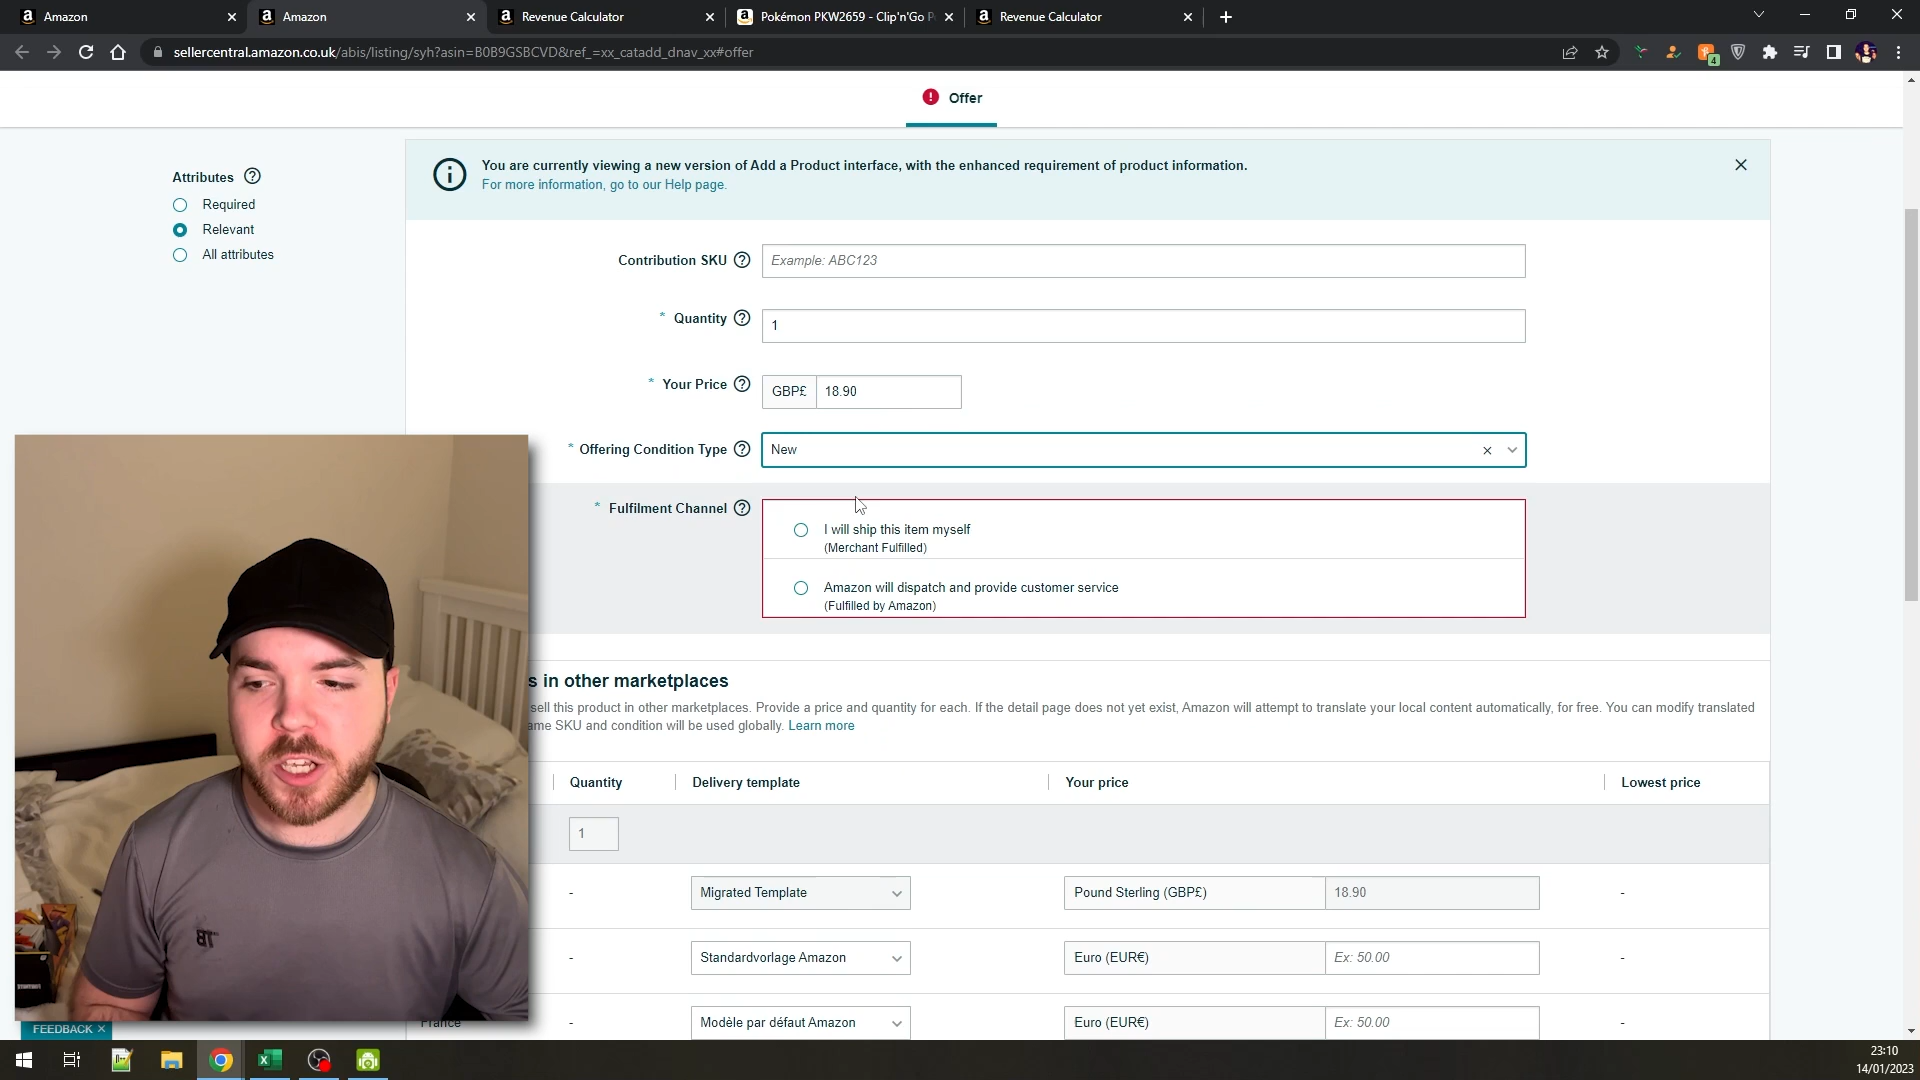 Amazon
Amazon
Revenue Calculator
Pokémon PKW2659 - Clip'n'Go P
Revenue Calculator
sellercentral.amazon.co.uk/abis/listing/syh?asin=B0B9GSBCVD&ref_=xx_catadd_dnav_xx#offer
4
Offer
Attributes
Required
Relevant
All attributes
You are currently viewing a new version of Add a Product interface, with the enhanced requirement of product information.
For more information, go to our Help page.
Contribution SKU
Example: ABC123
* Quantity
1
* Your Price
GBP£
18.90
* Offering Condition Type
New
* Fulfilment Channel
I will ship this item myself
(Merchant Fulfilled)
Amazon will dispatch and provide customer service
(Fulfilled by Amazon)
s in other marketplaces
sell this product in other marketplaces. Provide a price and quantity for each. If the detail page does not yet exist, Amazon will attempt to translate your local content automatically, for free. You can modify translated
ame SKU and condition will be used globally. Learn more
Quantity
Delivery template
Your price
Lowest price
1
-
Migrated Template
Pound Sterling (GBP£)
18.90
-
-
Standardvorlage Amazon
Euro (EUR€)
Ex: 50.00
-
France
-
Modèle par défaut Amazon
Euro (EUR€)
Ex: 50.00
-
FEEDBACK
23:10
14/01/2023